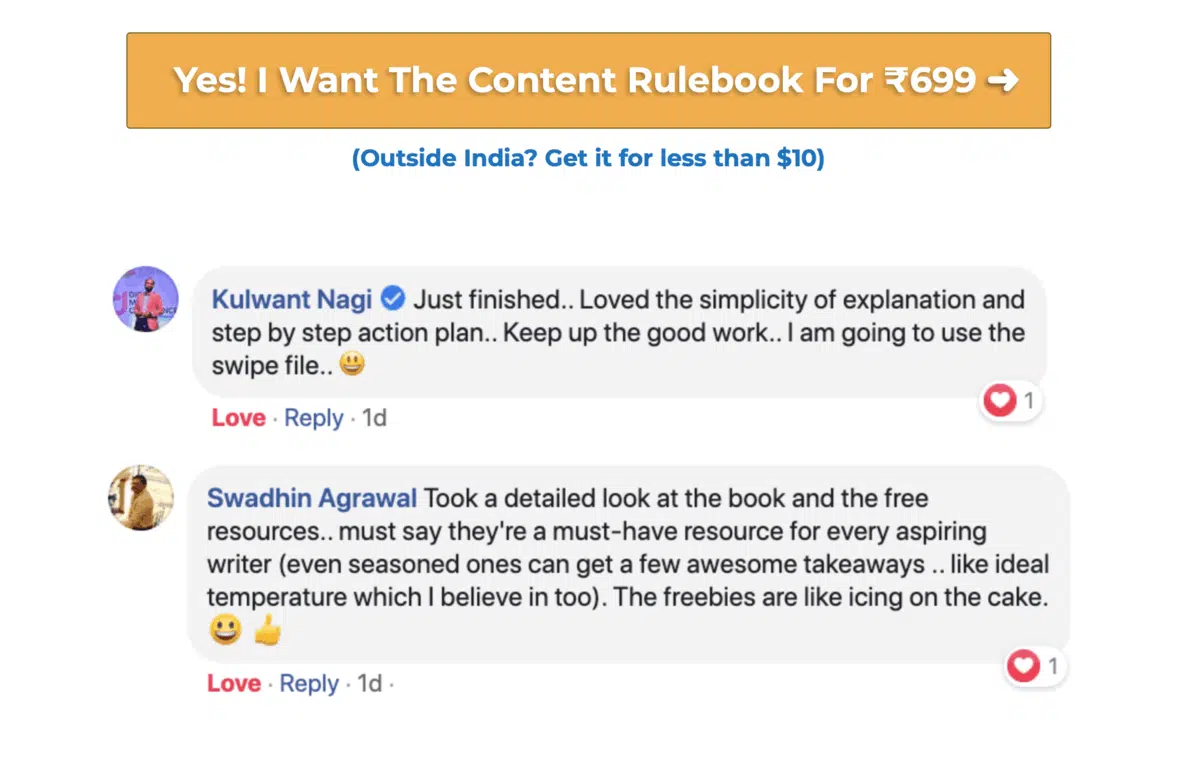 Yes! I Want The Content Rulebook For ₹699 ➜
(Outside India? Get it for less than $10)
Kulwant Nagi Just finished.. Loved the simplicity of explanation and
step by step action plan.. Keep up the good work.. I am going to use the
swipe file.. 😃
Love · Reply · 1d
1
Swadhin Agrawal Took a detailed look at the book and the free
resources.. must say they're a must-have resource for every aspiring
writer (even seasoned ones can get a few awesome takeaways .. like ideal
temperature which I believe in too). The freebies are like icing on the cake.
😀 👍
Love · Reply · 1d ·
1